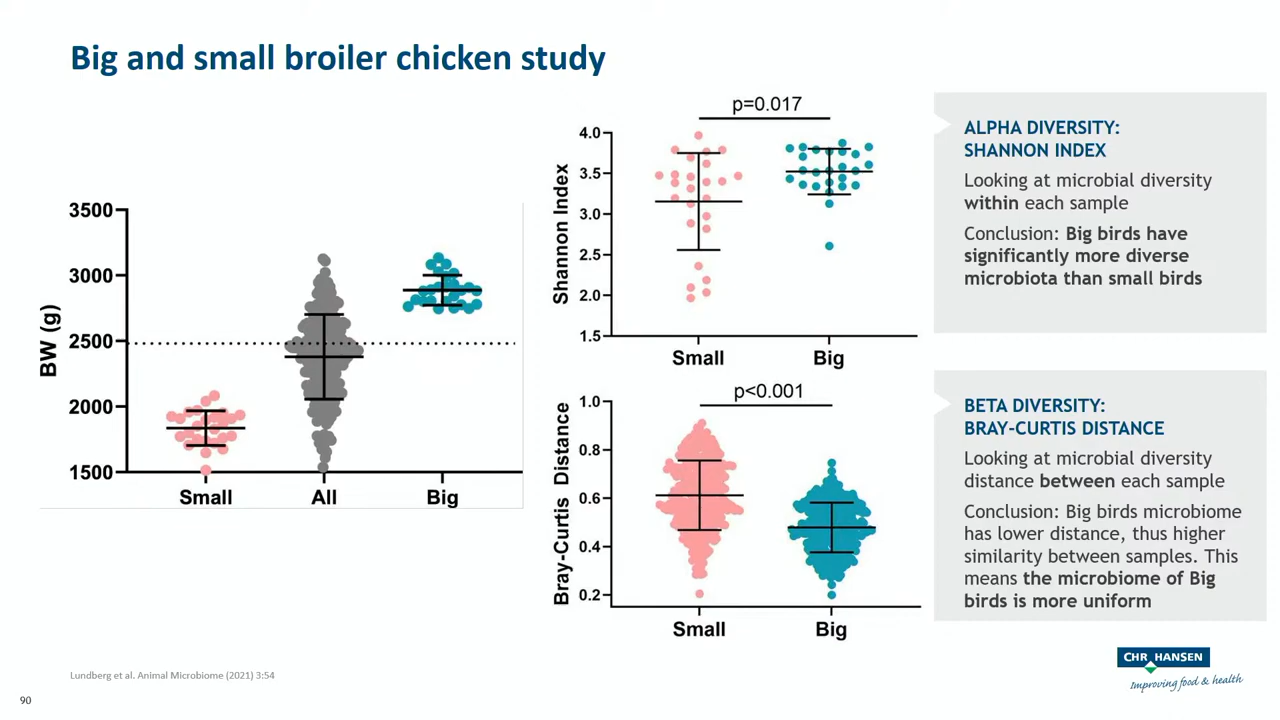 Big and small broiler chicken study
BW (g)
3500
3000
2500
2000
1500
Small
All
Big
p=0.017
Shannon Index
4.0
3.5
3.0
2.5
2.0
1.5
Small
Big
p<0.001
Bray-Curtis Distance
1.0
0.8
0.6
0.4
0.2
Small
Big
ALPHA DIVERSITY:
SHANNON INDEX
Looking at microbial diversity
within each sample
Conclusion: Big birds have
significantly more diverse
microbiota than small birds
BETA DIVERSITY:
BRAY-CURTIS DISTANCE
Looking at microbial diversity
distance between each sample
Conclusion: Big birds microbiome
has lower distance, thus higher
similarity between samples. This
means the microbiome of Big
birds is more uniform
Lundberg et al. Animal Microbiome (2021) 3:54
90
CHR HANSEN
Improving food & health